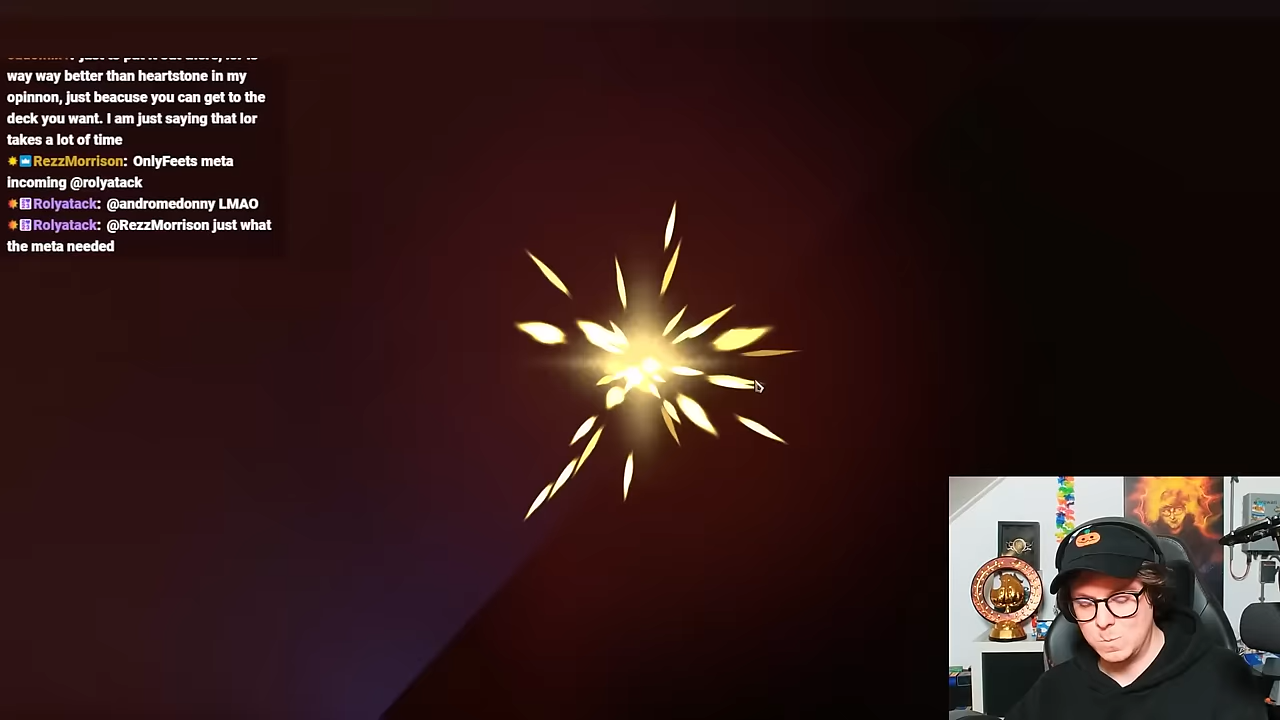 way way better than heartstone in my
opinnon, just beacuse you can get to the
deck you want. I am just saying that lor
takes a lot of time
RezzMorrison: OnlyFeets meta
incoming @rolyatack
Rolyatack: @andromedonny LMAO
Rolyatack: @RezzMorrison just what
the meta needed